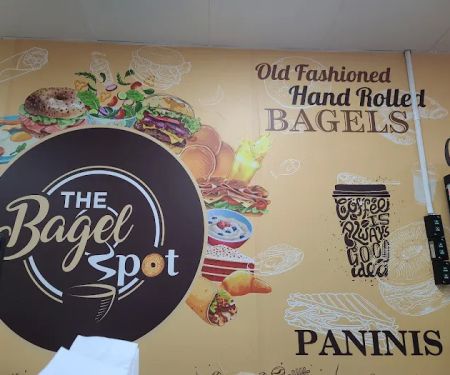 THE
Bagel
Spot
Old Fashioned
Hand Rolled
BAGELS
COFFEE
IS
ALWAYS
A GOOD
idea
PANINIS